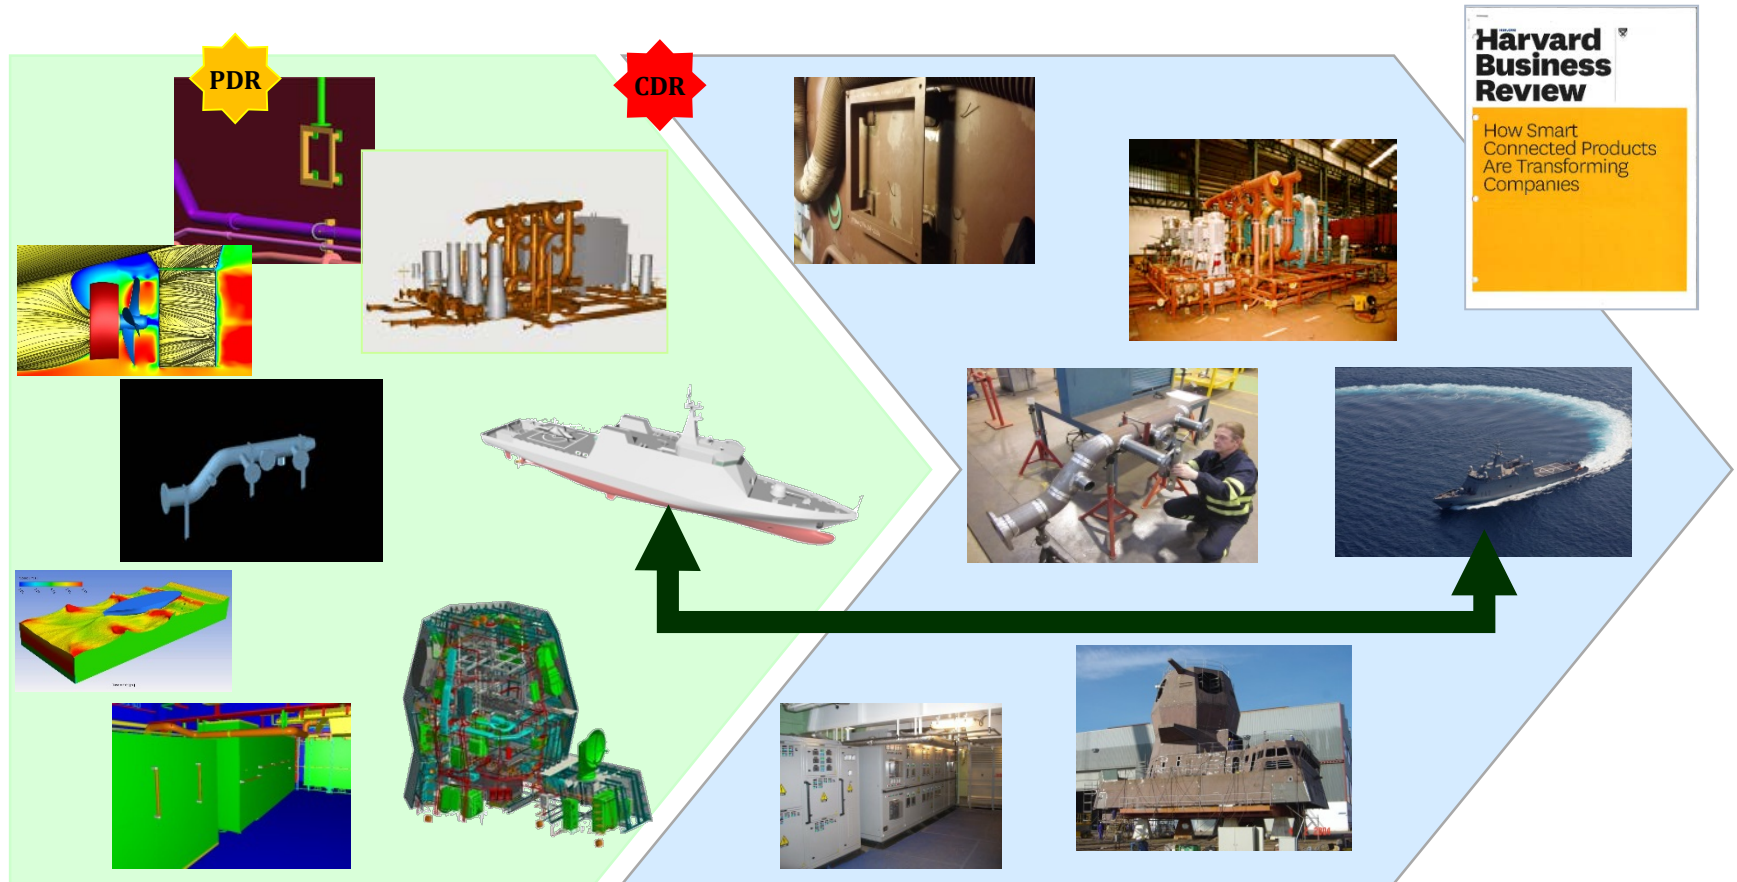 PDR
CDR
Harvard
Business
Review
How Smart
Connected Products
Are Transforming
Companies